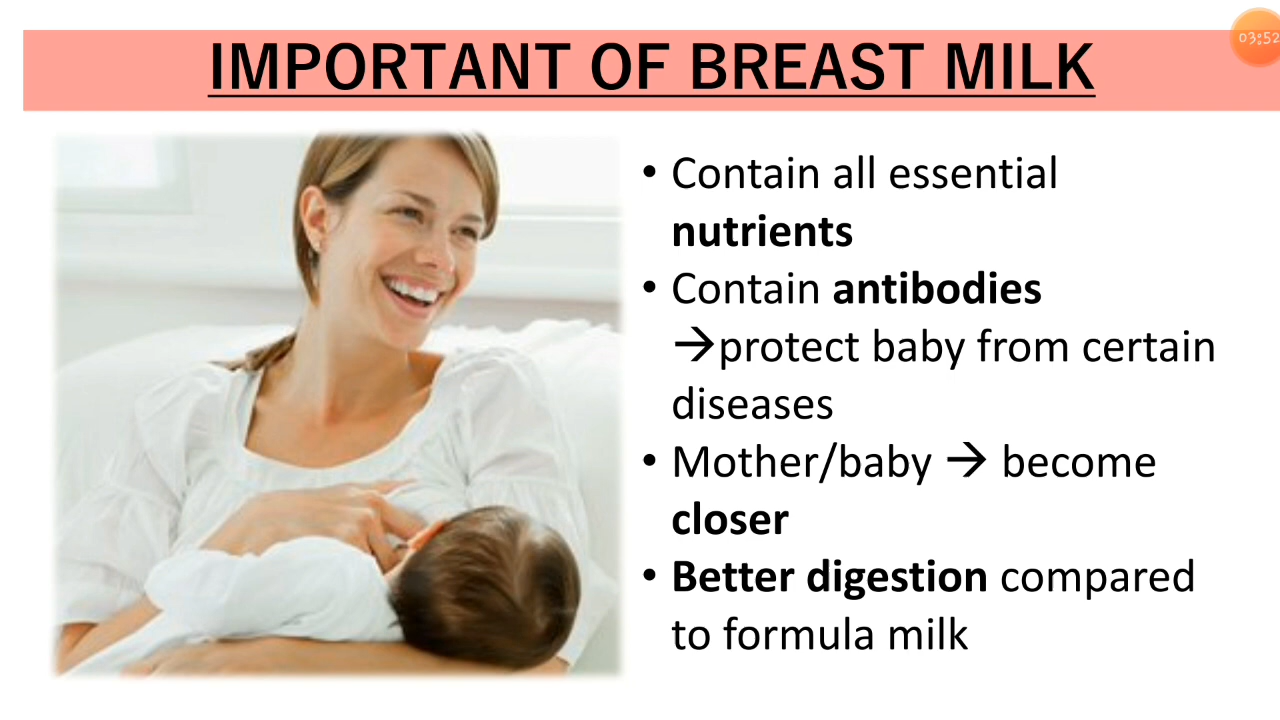 IMPORTANT OF BREAST MILK
03:52
• Contain all essential
nutrients
• Contain antibodies
→protect baby from certain
diseases
• Mother/baby → become
closer
• Better digestion compared
to formula milk